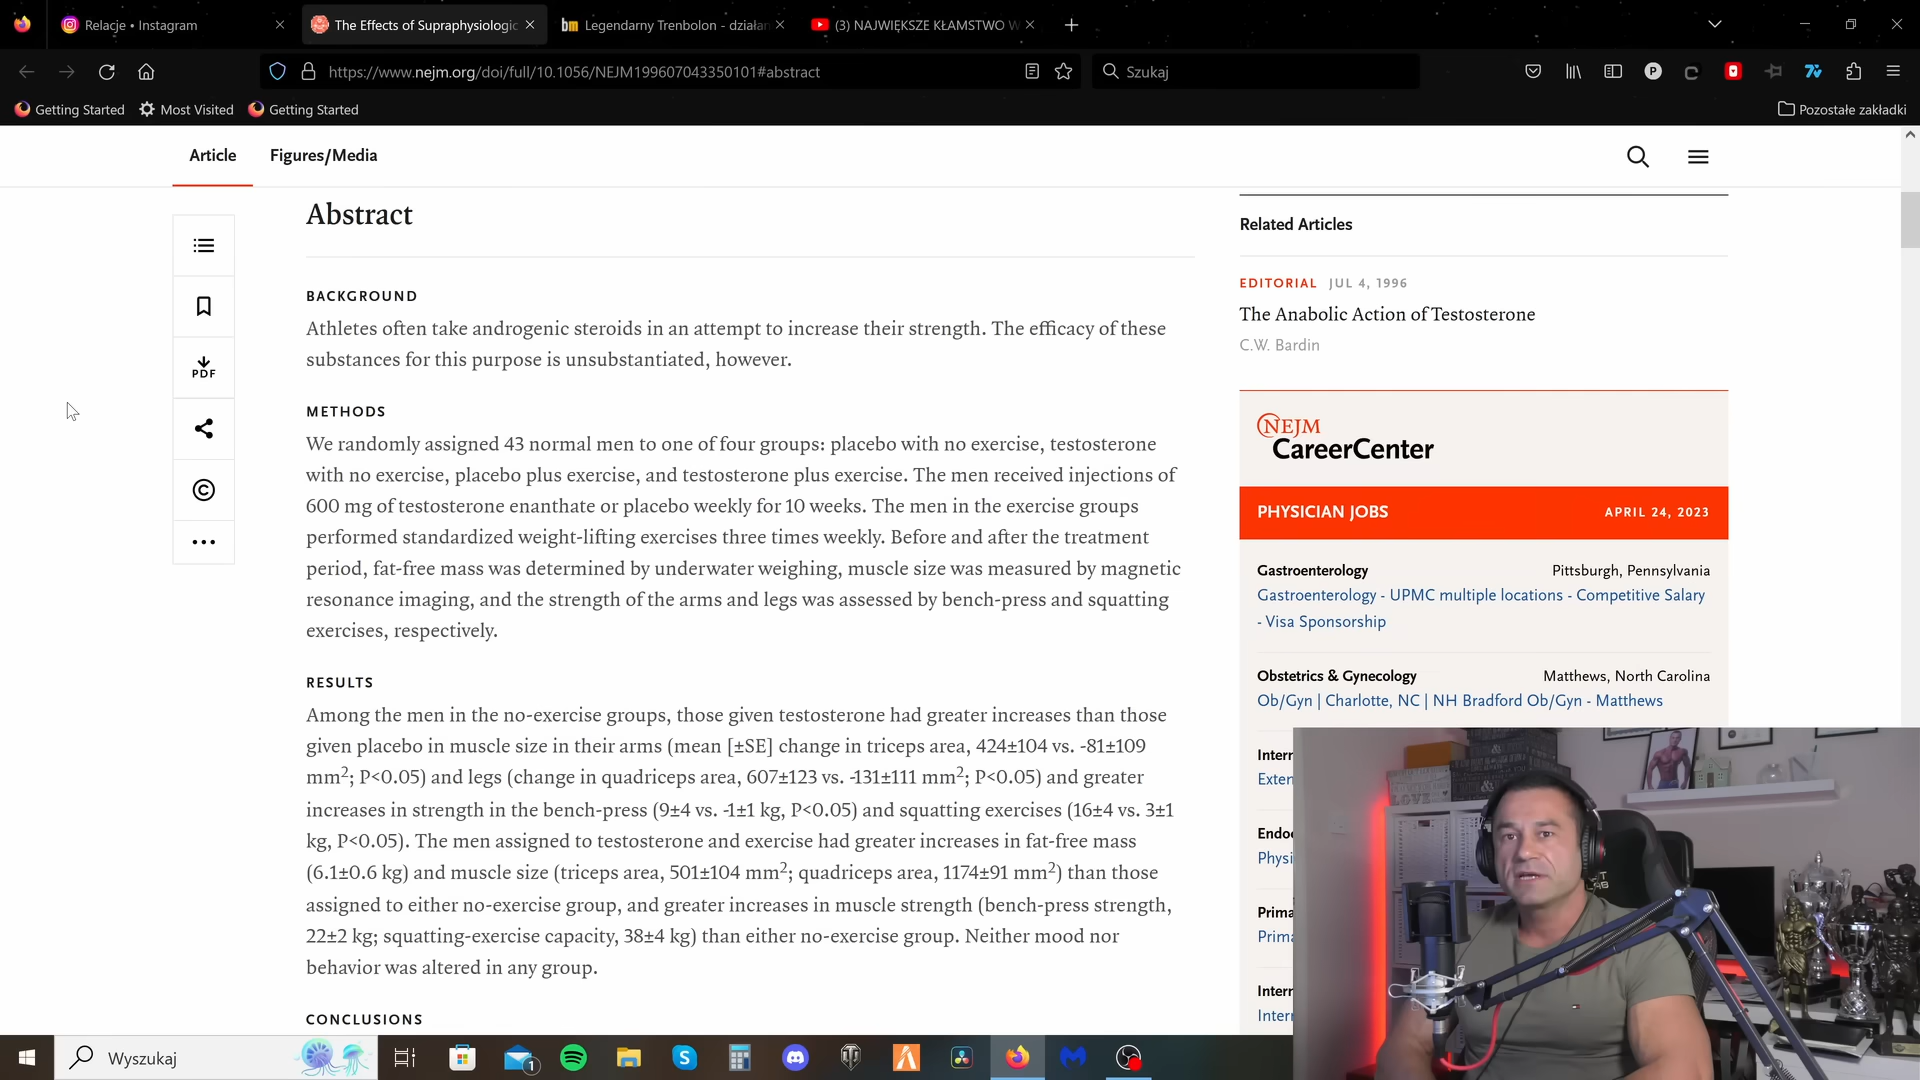 Relacje • Instagram
The Effects of Supraphysiologic
Legendarny Trenbolon - działan
(3) NAJWIĘKSZE KŁAMSTWO W
https://www.nejm.org/doi/full/10.1056/NEJM199607043350101#abstract
Szukaj
Getting Started
Most Visited
Getting Started
Pozostałe zakładki
Article
Figures/Media
Abstract
BACKGROUND
Athletes often take androgenic steroids in an attempt to increase their strength. The efficacy of these
substances for this purpose is unsubstantiated, however.
METHODS
We randomly assigned 43 normal men to one of four groups: placebo with no exercise, testosterone
with no exercise, placebo plus exercise, and testosterone plus exercise. The men received injections of
600 mg of testosterone enanthate or placebo weekly for 10 weeks. The men in the exercise groups
performed standardized weight-lifting exercises three times weekly. Before and after the treatment
period, fat-free mass was determined by underwater weighing, muscle size was measured by magnetic
resonance imaging, and the strength of the arms and legs was assessed by bench-press and squatting
exercises, respectively.
RESULTS
Among the men in the no-exercise groups, those given testosterone had greater increases than those
given placebo in muscle size in their arms (mean [±SE] change in triceps area, 424±104 vs. -81±109
mm2; P<0.05) and legs (change in quadriceps area, 607±123 vs. -131±111 mm2; P<0.05) and greater
increases in strength in the bench-press (9±4 vs. -1±1 kg, P<0.05) and squatting exercises (16±4 vs. 3±1
kg, P<0.05). The men assigned to testosterone and exercise had greater increases in fat-free mass
(6.1±0.6 kg) and muscle size (triceps area, 501±104 mm2; quadriceps area, 1174±91 mm2) than those
assigned to either no-exercise group, and greater increases in muscle strength (bench-press strength,
22±2 kg; squatting-exercise capacity, 38±4 kg) than either no-exercise group. Neither mood nor
behavior was altered in any group.
CONCLUSIONS
PDF
Related Articles
EDITORIAL JUL 4, 1996
The Anabolic Action of Testosterone
C.W. Bardin
NEJM
CareerCenter
PHYSICIAN JOBS
APRIL 24, 2023
Gastroenterology
Pittsburgh, Pennsylvania
Gastroenterology - UPMC multiple locations - Competitive Salary
- Visa Sponsorship
Obstetrics & Gynecology
Matthews, North Carolina
Ob/Gyn | Charlotte, NC | NH Bradford Ob/Gyn - Matthews
Intern
Exten
Endoc
Physi
Prima
Prima
Intern
Intern
Wyszukaj
1